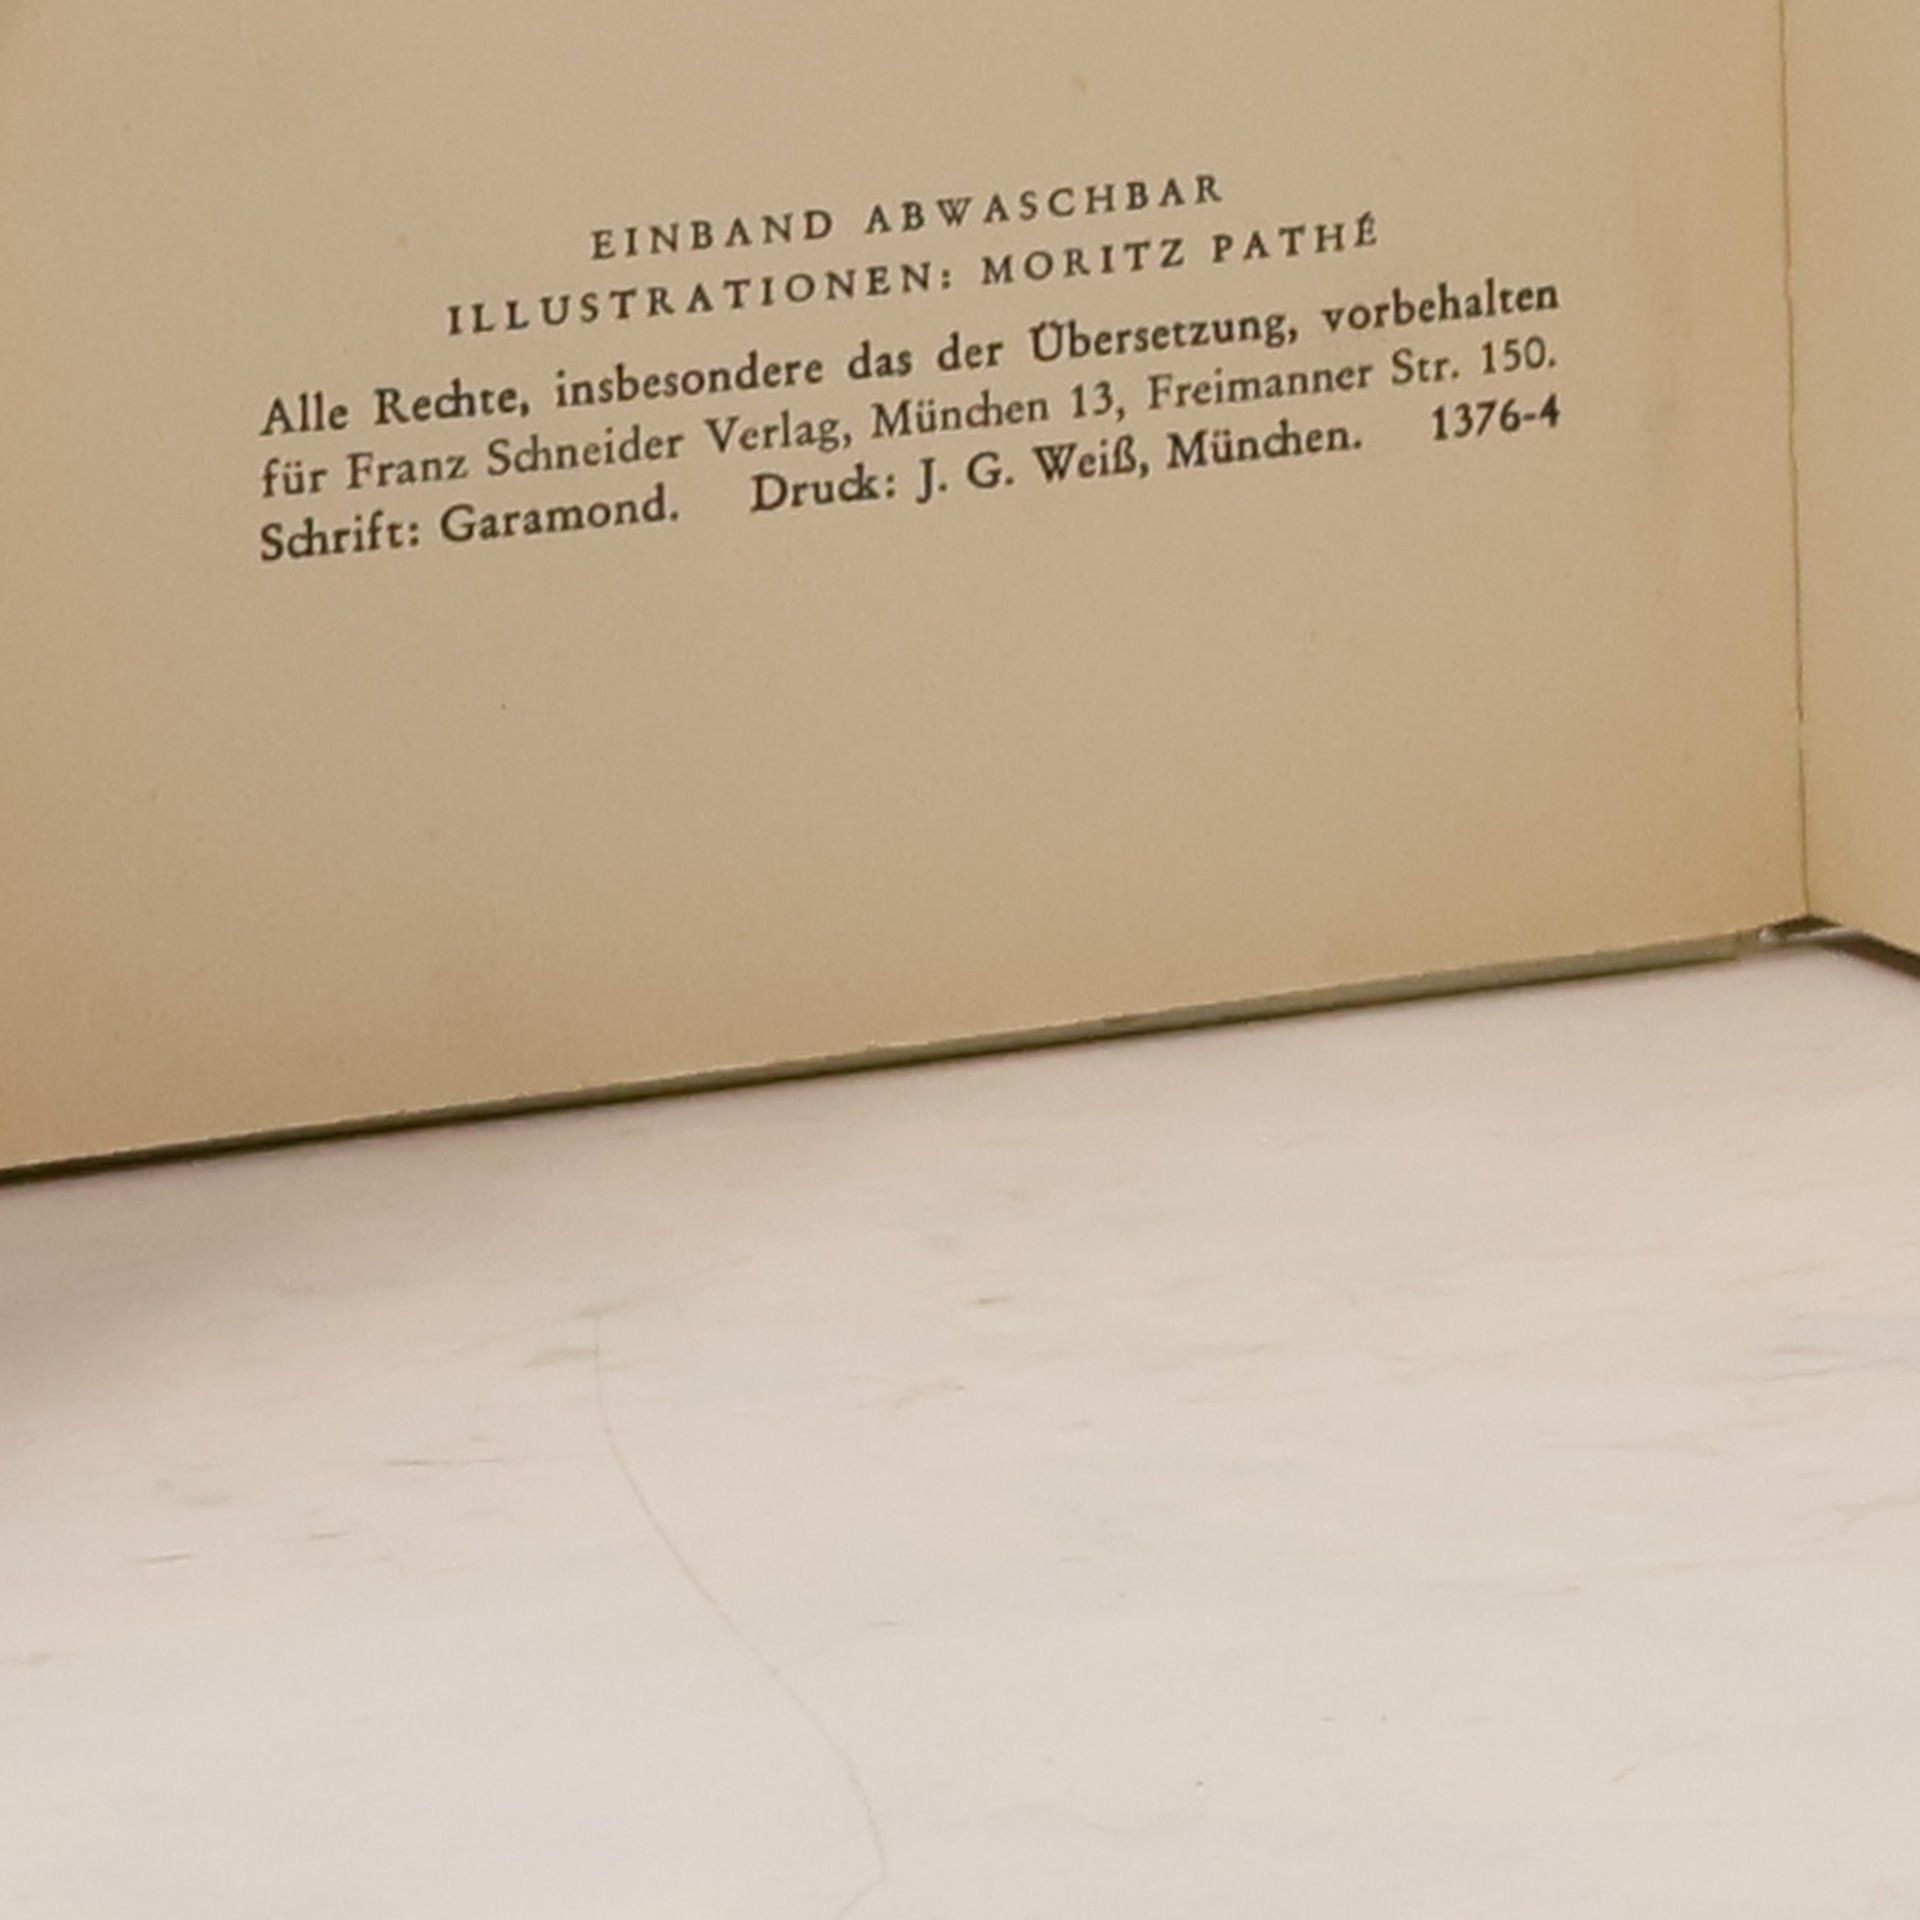 EINBAND ABWASCHBAR
ILLUSTRATIONEN: MORITZ PATHÉ
Alle Rechte, insbesondere das der Übersetzung, vorbehalten
für Franz Schneider Verlag, München 13, Freimanner Str. 150.
Schrift: Garamond. Druck: J. G. Weiß, München. 1376-4